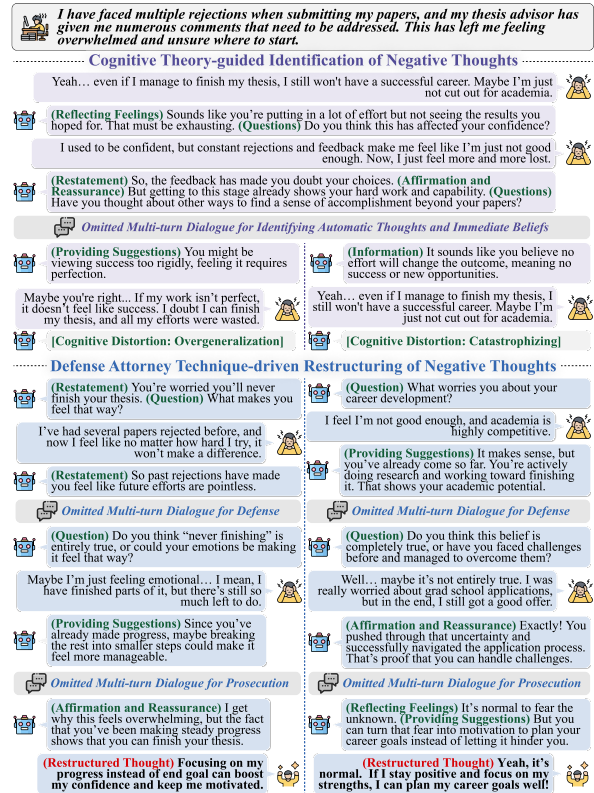 I have faced multiple rejections when submitting my papers, and my thesis advisor has
given me numerous comments that need to be addressed. This has left me feeling
overwhelmed and unsure where to start.
Cognitive Theory-guided Identification of Negative Thoughts
Yeah… even if I manage to finish my thesis, I still won't have a successful career. Maybe I’m just
not cut out for academia.
(Reflecting Feelings) Sounds like you’re putting in a lot of effort but not seeing the results you
hoped for. That must be exhausting. (Questions) Do you think this has affected your confidence?
I used to be confident, but constant rejections and feedback make me feel like I’m just not good
enough. Now, I just feel more and more lost.
(Restatement) So, the feedback has made you doubt your choices. (Affirmation and
Reassurance) But getting to this stage already shows your hard work and capability. (Questions)
Have you thought about other ways to find a sense of accomplishment beyond your papers?
Omitted Multi-turn Dialogue for Identifying Automatic Thoughts and Immediate Beliefs
(Providing Suggestions) You might be
viewing success too rigidly, feeling it requires
perfection.
Maybe you're right... If my work isn’t perfect,
it doesn’t feel like success. I doubt I can finish
my thesis, and all my efforts were wasted.
[Cognitive Distortion: Overgeneralization]
(Information) It sounds like you believe no
effort will change the outcome, meaning no
success or new opportunities.
Yeah… even if I manage to finish my thesis, I
still won't have a successful career. Maybe I’m
just not cut out for academia.
[Cognitive Distortion: Catastrophizing]
Defense Attorney Technique-driven Restructuring of Negative Thoughts
(Restatement) You’re worried you’ll never
finish your thesis. (Question) What makes you
feel that way?
I’ve had several papers rejected before, and
now I feel like no matter how hard I try, it
won’t make a difference.
(Restatement) So past rejections have made
you feel like future efforts are pointless.
Omitted Multi-turn Dialogue for Defense
(Question) Do you think “never finishing” is
entirely true, or could your emotions be making
it feel that way?
Maybe I’m just feeling emotional… I mean, I
have finished parts of it, but there’s still so
much left to do.
(Providing Suggestions) Since you’ve
already made progress, maybe breaking
the rest into smaller steps could make it
feel more manageable.
Omitted Multi-turn Dialogue for Prosecution
(Affirmation and Reassurance) I get
why this feels overwhelming, but the fact
that you’ve been making steady progress
shows that you can finish your thesis.
(Restructured Thought) Focusing on my
progress instead of end goal can boost
my confidence and keep me motivated.
(Question) What worries you about your
career development?
I feel I’m not good enough, and academia is
highly competitive.
(Providing Suggestions) It makes sense, but
you’ve already come so far. You’re actively
doing research and working toward finishing
it. That shows your academic potential.
Omitted Multi-turn Dialogue for Defense
(Question) Do you think this belief is
completely true, or have you faced challenges
before and managed to overcome them?
Well… maybe it’s not entirely true. I was
really worried about grad school applications,
but in the end, I still got a good offer.
(Affirmation and Reassurance) Exactly! You
pushed through that uncertainty and
successfully navigated the application process.
That’s proof that you can handle challenges.
Omitted Multi-turn Dialogue for Prosecution
(Reflecting Feelings) It’s normal to fear the
unknown. (Providing Suggestions) But you
can turn that fear into motivation to plan your
career goals instead of letting it hinder you.
(Restructured Thought) Yeah, it’s
normal. If I stay positive and focus on my
strengths, I can plan my career goals well!